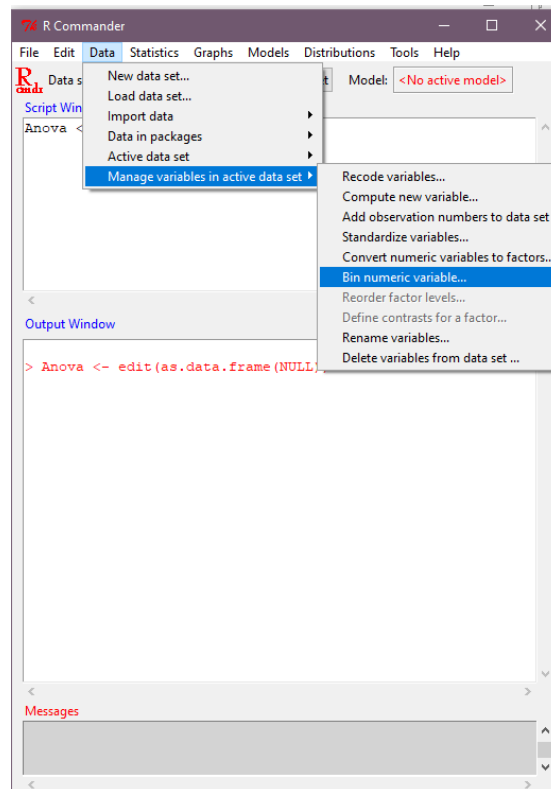 R Commander
File Edit Data Statistics Graphs Models Distributions Tools Help
R cmdr Data s t Model: <No active model>
New data set...
Load data set...
Import data
Data in packages
Active data set
Manage variables in active data set
Recode variables...
Compute new variable...
Add observation numbers to data set
Standardize variables...
Convert numeric variables to factors..
Bin numeric variable...
Reorder factor levels...
Define contrasts for a factor...
Rename variables...
Delete variables from data set ...
Script Win
Anova <
Output Window
> Anova <- edit(as.data.frame(NULL)
Messages